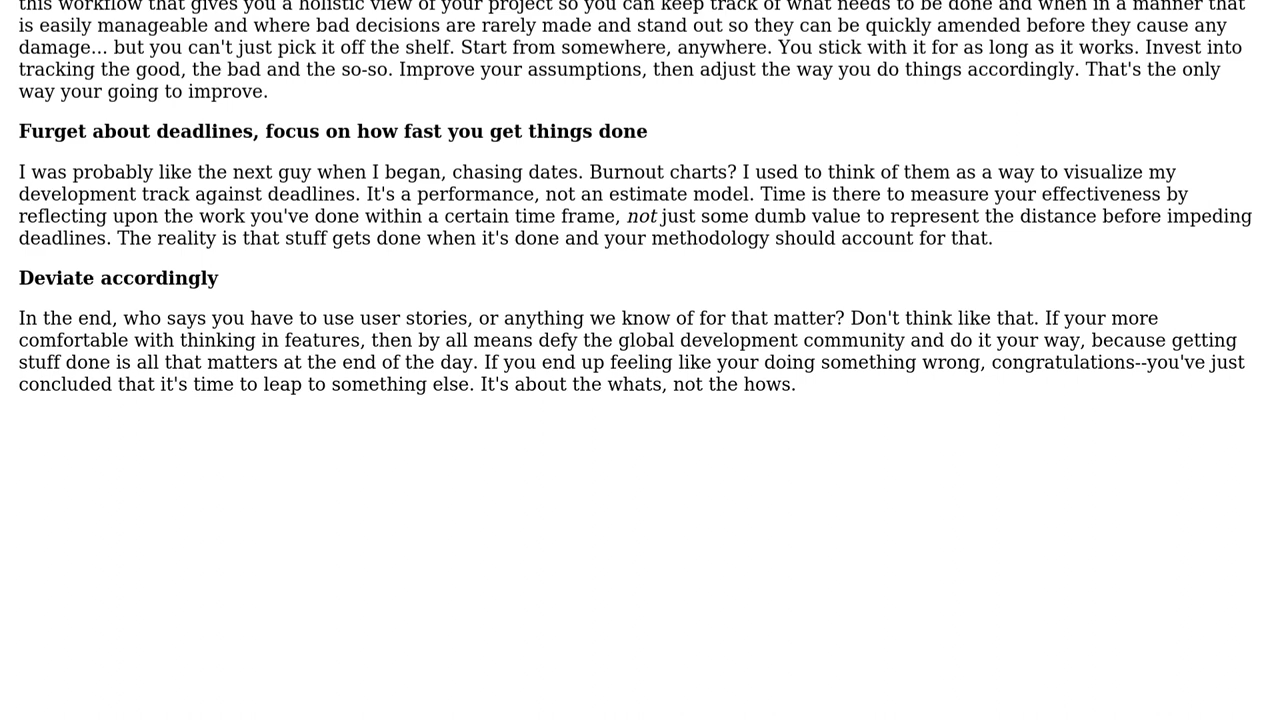 this workflow that gives you a holistic view of your project so you can keep track of what needs to be done and when in a manner that
is easily manageable and where bad decisions are rarely made and stand out so they can be quickly amended before they cause any
damage... but you can't just pick it off the shelf. Start from somewhere, anywhere. You stick with it for as long as it works. Invest into
tracking the good, the bad and the so-so. Improve your assumptions, then adjust the way you do things accordingly. That's the only
way your going to improve.
Furget about deadlines, focus on how fast you get things done
I was probably like the next guy when I began, chasing dates. Burnout charts? I used to think of them as a way to visualize my
development track against deadlines. It's a performance, not an estimate model. Time is there to measure your effectiveness by
reflecting upon the work you've done within a certain time frame, not just some dumb value to represent the distance before impeding
deadlines. The reality is that stuff gets done when it's done and your methodology should account for that.
Deviate accordingly
In the end, who says you have to use user stories, or anything we know of for that matter? Don't think like that. If your more
comfortable with thinking in features, then by all means defy the global development community and do it your way, because getting
stuff done is all that matters at the end of the day. If you end up feeling like your doing something wrong, congratulations--you've just
concluded that it's time to leap to something else. It's about the whats, not the hows.